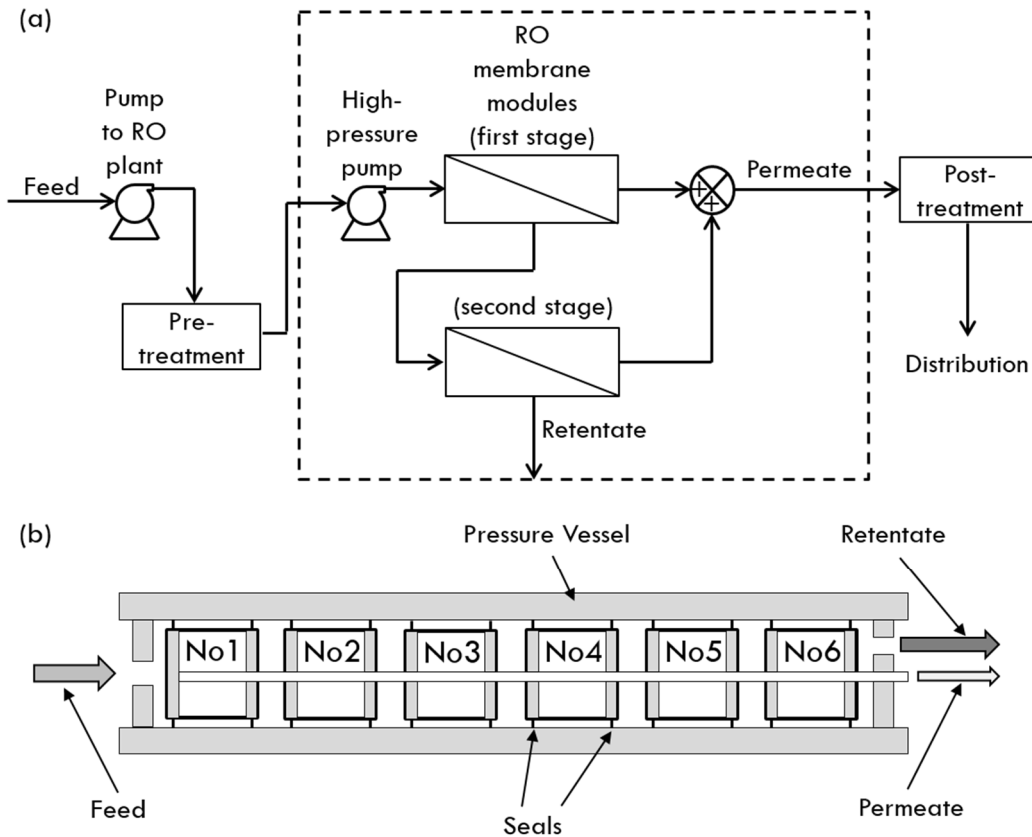 (a)
Pump
to RO
plant
Feed
Pre-
treatment
High-
pressure
pump
RO
membrane
modules
(first stage)
(second stage)
+
+
Permeate
Retentate
Post-
treatment
Distribution
(b)
Pressure Vessel
Retentate
No1
No2
No3
No4
No5
No6
Feed
Seals
Permeate